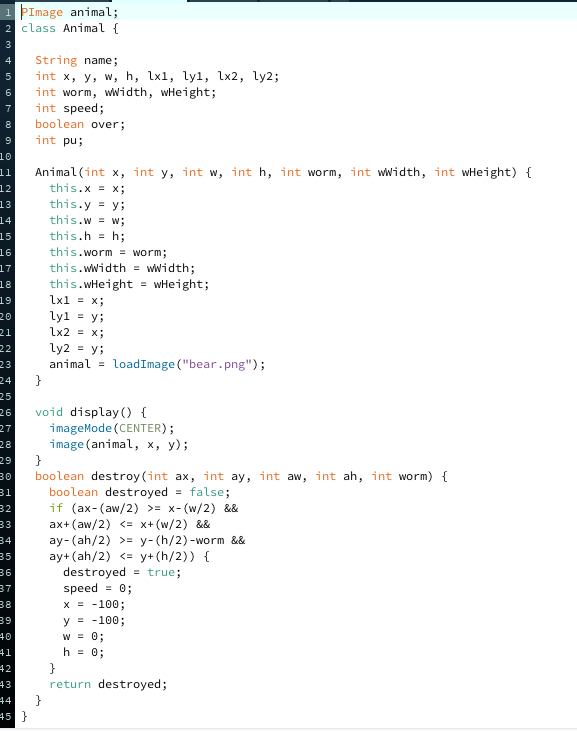 1 PImage animal;
2 class Animal {
3
4 String name;
5 int x, y, w, h, lx1, ly1, lx2, ly2;
6 int worm, wWidth, wHeight;
7 int speed;
8 boolean over;
9 int pu;
10
11 Animal(int x, int y, int w, int h, int worm, int wWidth, int wHeight) {
12 this.x = x;
13 this.y = y;
14 this.w = w;
15 this.h = h;
16 this.worm = worm;
17 this.wWidth = wWidth;
18 this.wHeight = wHeight;
19 lx1 = x;
20 ly1 = y;
21 lx2 = x;
22 ly2 = y;
23 animal = loadImage("bear.png");
24 }
25
26 void display() {
27 imageMode(CENTER);
28 image(animal, x, y);
29 }
30 boolean destroy(int ax, int ay, int aw, int ah, int worm) {
31 boolean destroyed = false;
32 if (ax-(aw/2) >= x-(w/2) &&
33 ax+(aw/2) <= x+(w/2) &&
34 ay-(ah/2) >= y-(h/2)-worm &&
35 ay+(ah/2) <= y+(h/2)) {
36 destroyed = true;
37 speed = 0;
38 x = -100;
39 y = -100;
40 w = 0;
41 h = 0;
42 }
43 return destroyed;
44 }
45 }